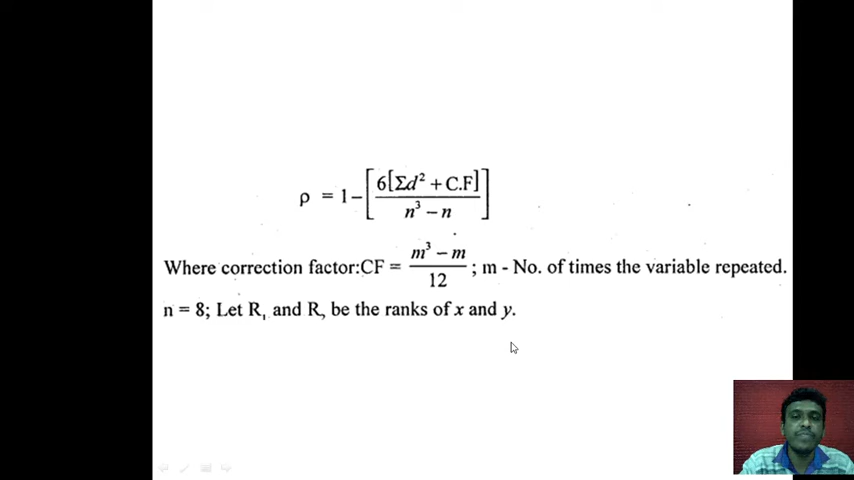 ρ = 1 − [ 6[Σd² + C.F] / n³ − n ]
Where correction factor:CF = m³ − m / 12 ; m - No. of times the variable repeated.
n = 8; Let R₁ and R, be the ranks of x and y.